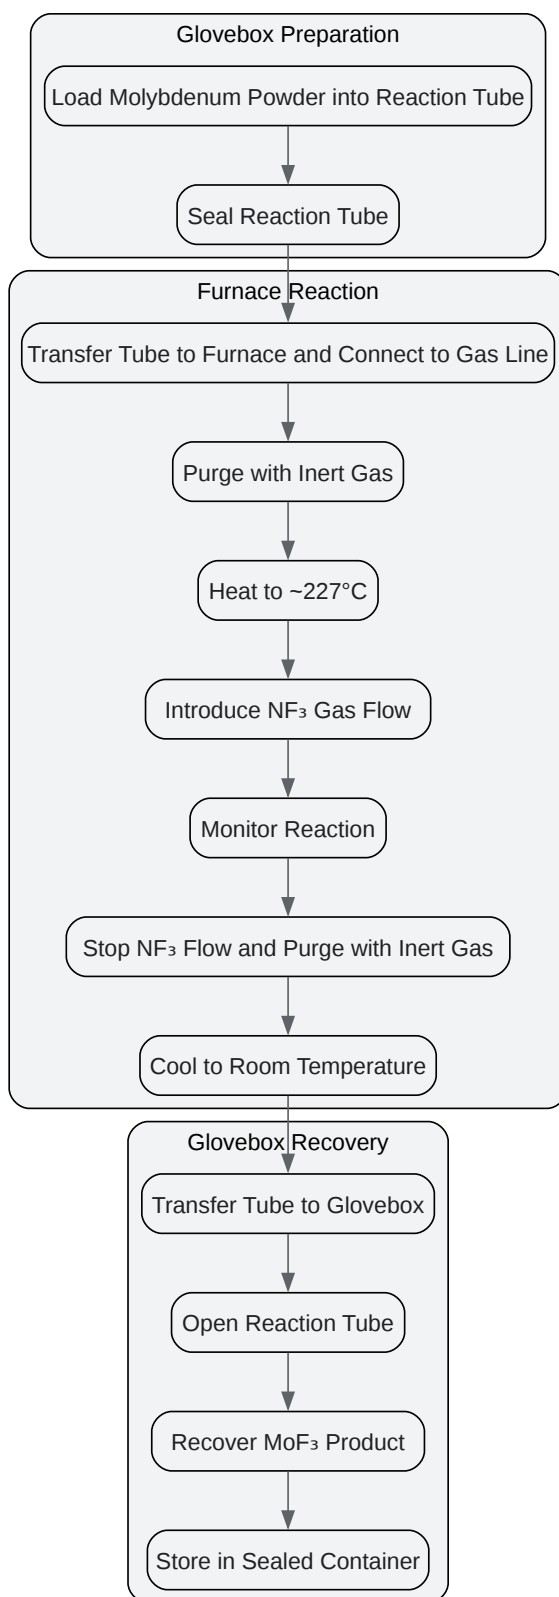 Glovebox Preparation
Load Molybdenum Powder into Reaction Tube
Seal Reaction Tube
Furnace Reaction
Transfer Tube to Furnace and Connect to Gas Line
Purge with Inert Gas
Heat to ~227°C
Introduce NF₃ Gas Flow
Monitor Reaction
Stop NF₃ Flow and Purge with Inert Gas
Cool to Room Temperature
Glovebox Recovery
Transfer Tube to Glovebox
Open Reaction Tube
Recover MoF₃ Product
Store in Sealed Container